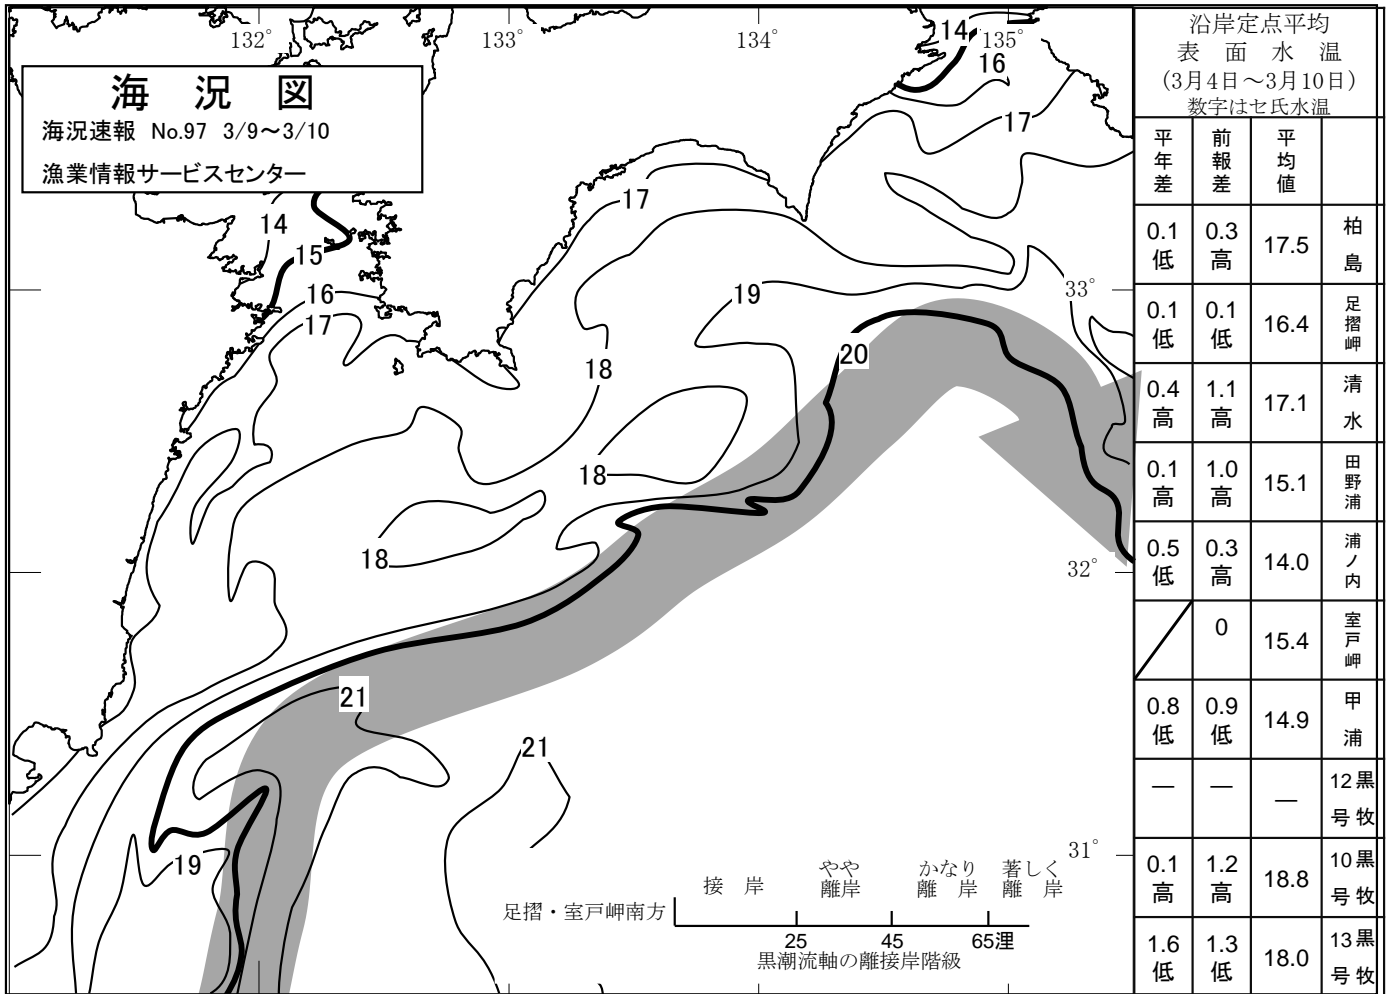 132°
133°
134°
135°
海況図
海況速報 No.97 3/9～3/10
漁業情報サービスセンター
14
16
17
17
14
15
16
17
19
33°
20
18
18
18
32°
21
21
19
31°
接岸
やや離岸
かなり離岸
著しく離岸
足摺・室戸岬南方
25 45 65浬
黒潮流軸の離接岸階級
沿岸定点平均
表面水温
(3月4日～3月10日)
数字はセ氏水温
平年差 前報差 平均値
0.1低 0.3高 17.5 柏島
0.1低 0.1低 16.4 足摺岬
0.4高 1.1高 17.1 清水
0.1高 1.0高 15.1 田野浦
0.5低 0.3高 14.0 浦ノ内
0 15.4 室戸岬
0.8低 0.9低 14.9 甲浦
— — — 黒牧12号
0.1高 1.2高 18.8 黒牧10号
1.6低 1.3低 18.0 黒牧13号